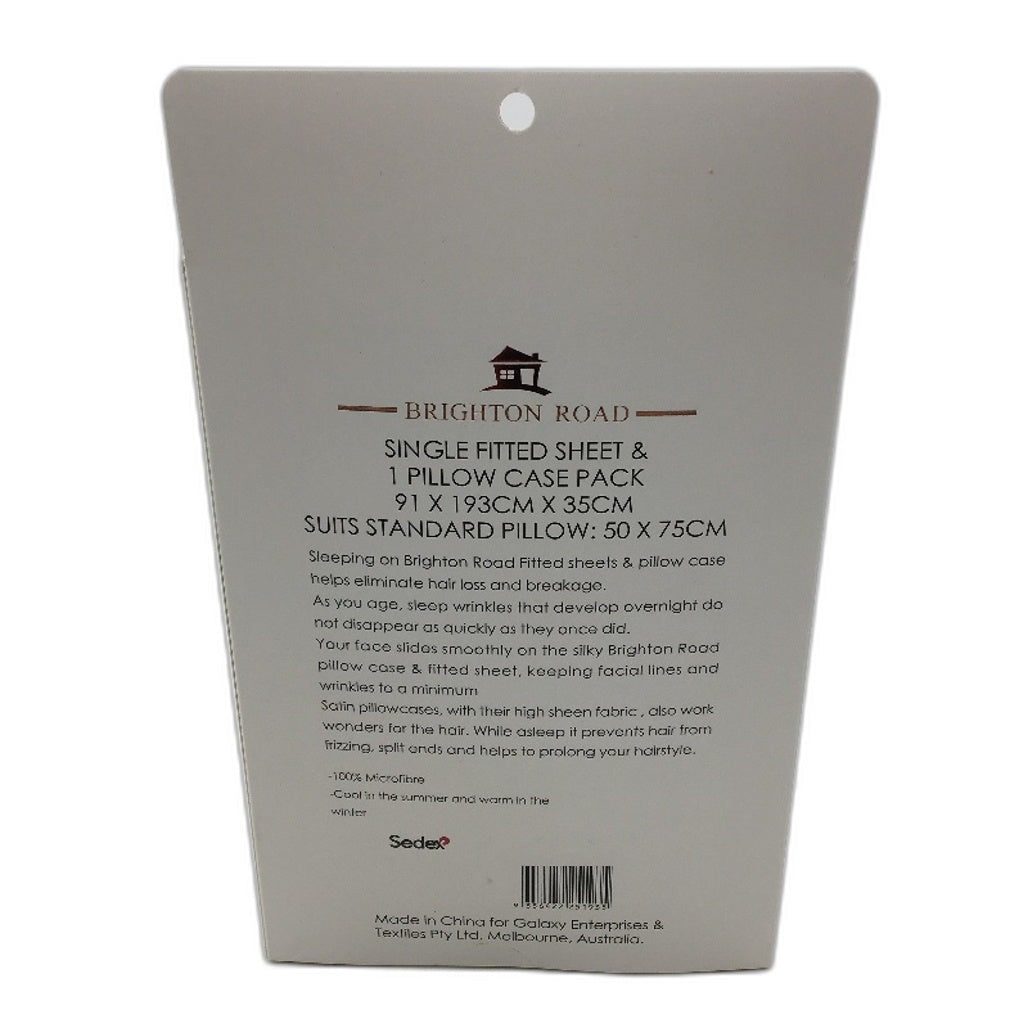 BRIGHTON ROAD
SINGLE FITTED SHEET &
1 PILLOW CASE PACK
91 X 193CM X 35CM
SUITS STANDARD PILLOW: 50 X 75CM
Sleeping on Brighton Road Fitted sheets & pillow case
helps eliminate hair loss and breakage.
As you age, sleep wrinkles that develop overnight do
not disappear as quickly as they once did.
Your face slides smoothly on the silky Brighton Road
pillow case & fitted sheet, keeping facial lines and
wrinkles to a minimum
Satin pillowcases, with their high sheen fabric , also work
wonders for the hair. While asleep it prevents hair from
frizzing, split ends and helps to prolong your hairstyle.
-100% Microfibre
-Cool in the summer and warm in the
winter
Sedex
Made in China for Galaxy Enterprises &
Textiles Pty Ltd. Melbourne, Australia.